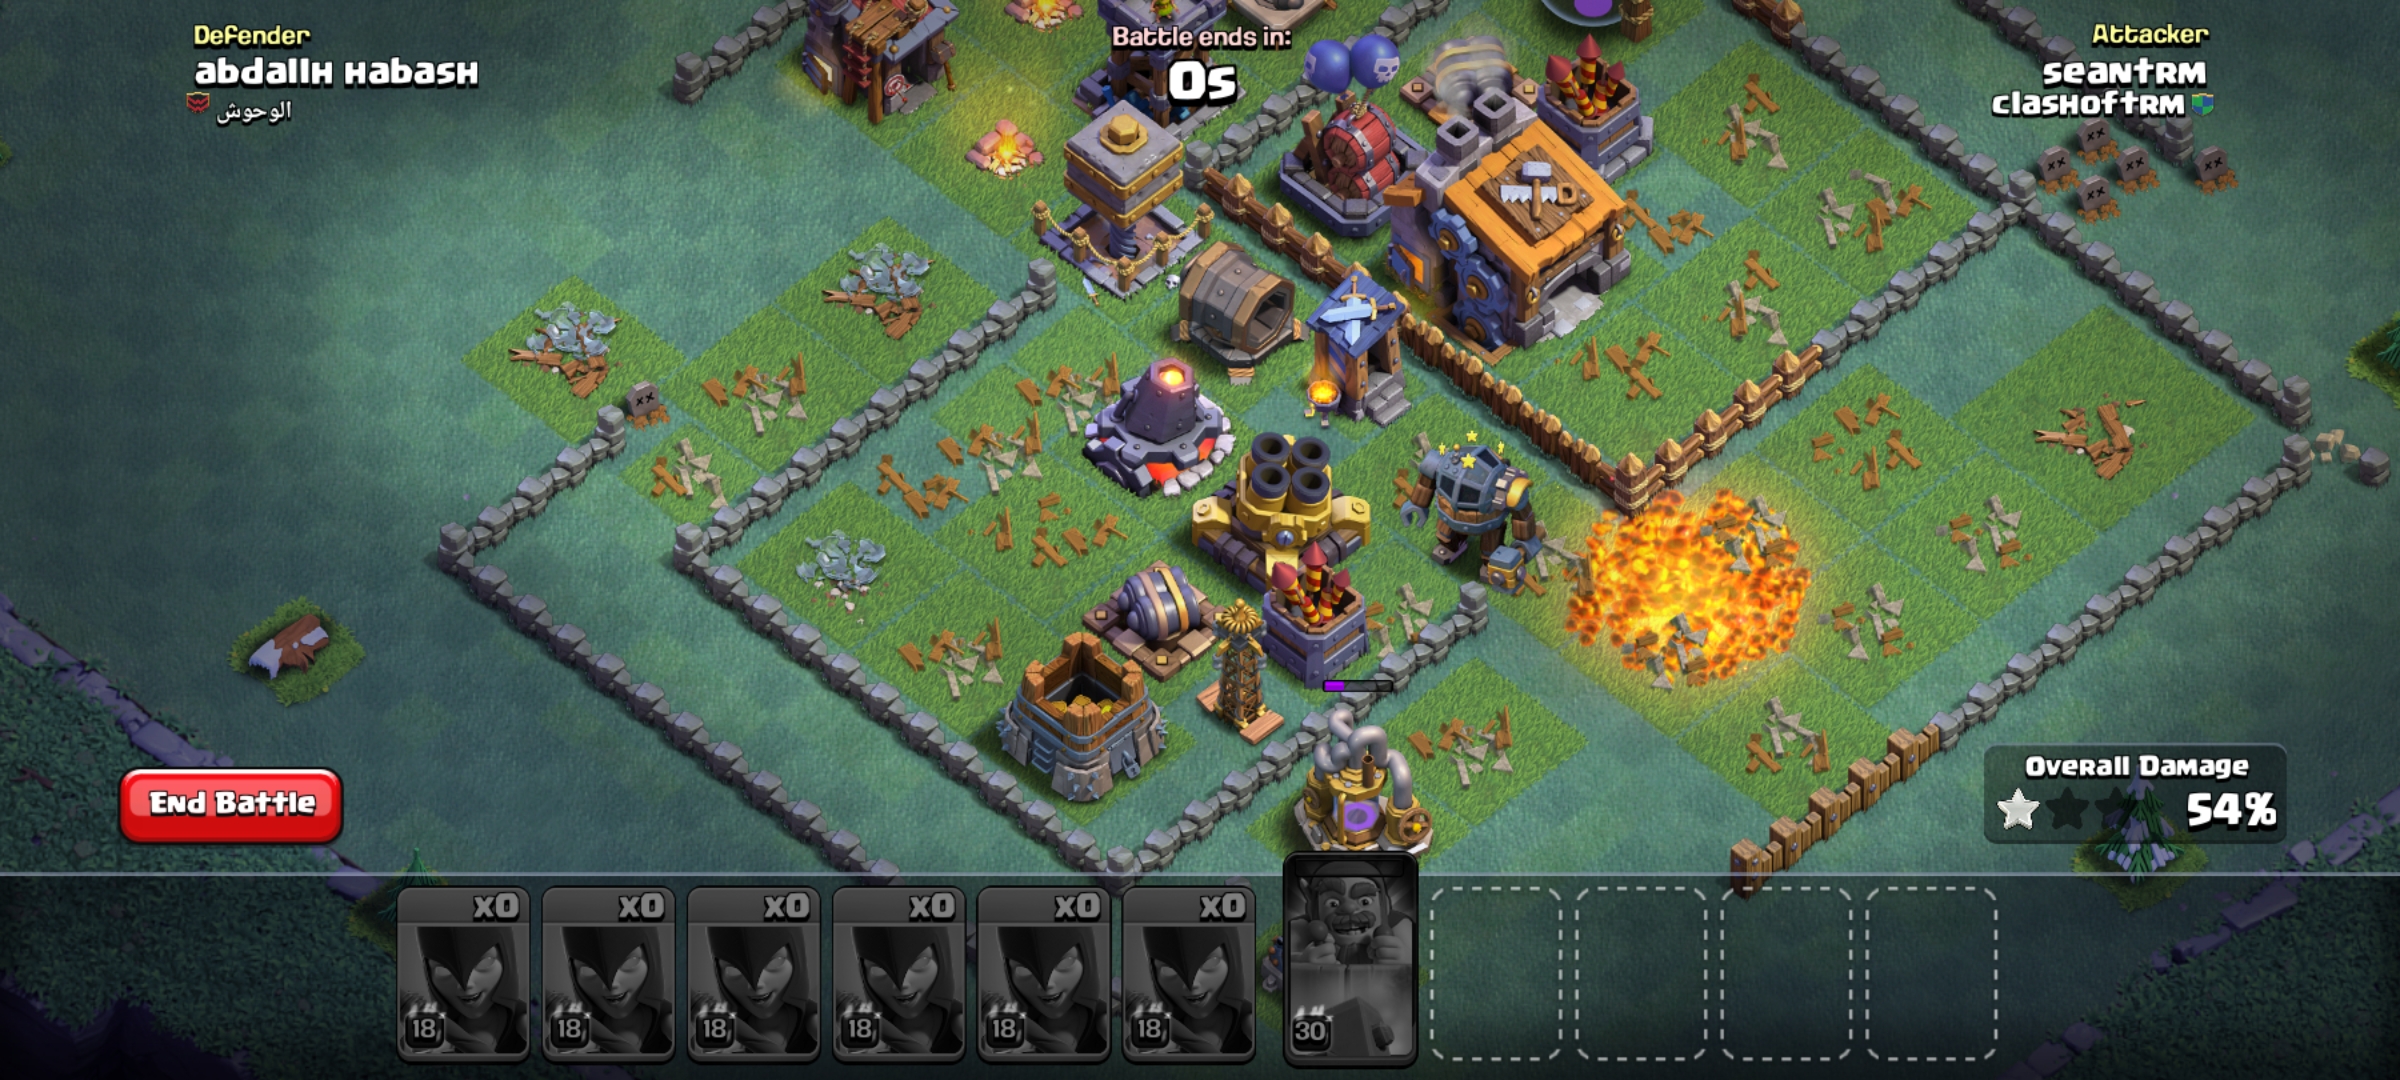 Defender
abdallH HabasH
الوحوش
Battle ends in:
0s
Attacker
seantRM
clashoftRM
End Battle
Overall Damage
54%
x0
x0
x0
x0
x0
x0
18
18
18
18
18
18
30